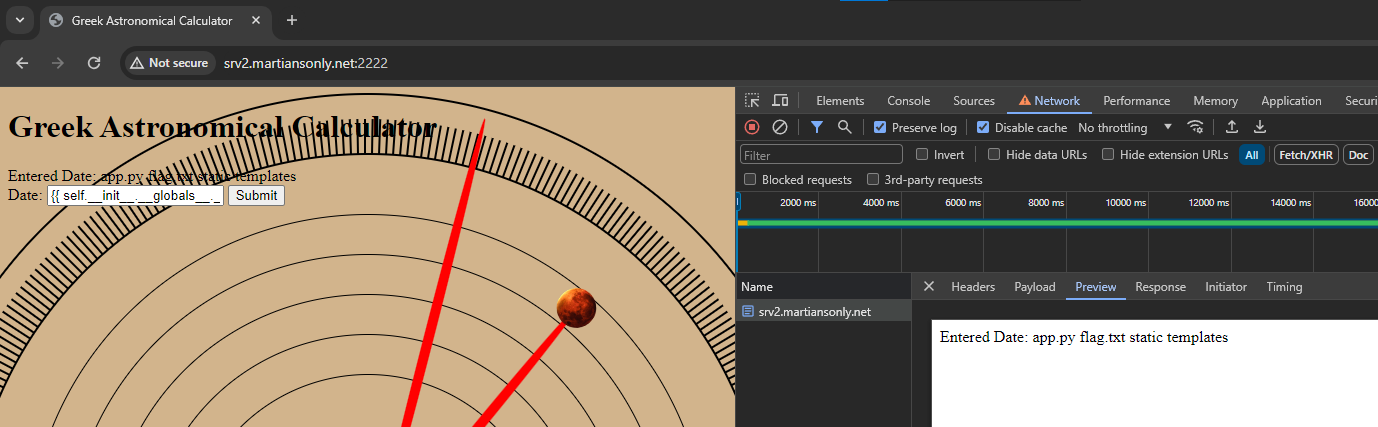 Greek Astronomical Calculator
Not secure srv2.martiansonly.net:2222
Greek Astronomical Calculator
Entered Date: app.py flag.txt static templates
Date: {{ self.__init__.__globals__._ Submit
Elements Console Sources Network Performance Memory Application Securi
Preserve log Disable cache No throttling
Filter Invert Hide data URLs Hide extension URLs All Fetch/XHR Doc
Blocked requests 3rd-party requests
2000 ms 4000 ms 6000 ms 8000 ms 10000 ms 12000 ms 14000 ms 16000
Name Headers Payload Preview Response Initiator Timing
srv2.martiansonly.net
Entered Date: app.py flag.txt static templates